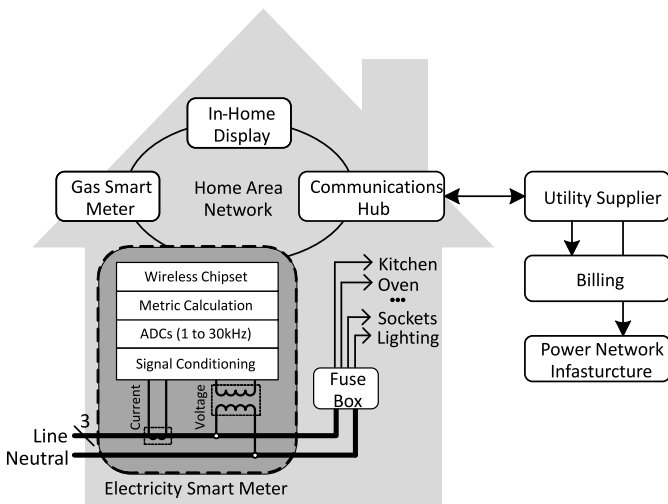 In-Home
Display
Gas Smart
Meter
Home Area
Network
Communications
Hub
Utility Supplier
Billing
Power Network
Infasturcture
Wireless Chipset
Metric Calculation
ADCs (1 to 30kHz)
Signal Conditioning
Kitchen
Oven
•••
Sockets
Lighting
Fuse
Box
Current
Voltage
3
Line
Neutral
Electricity Smart Meter